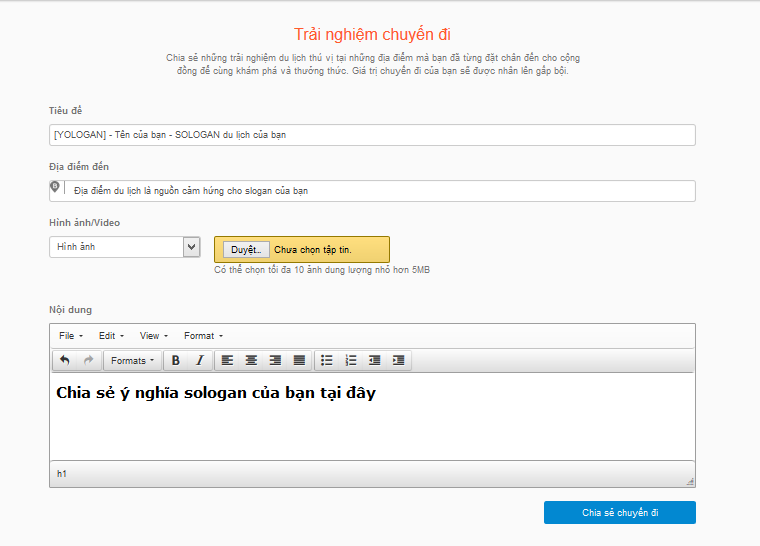 Trải nghiệm chuyến đi
Chia sẻ những trải nghiệm du lịch thú vị tại những địa điểm mà bạn đã từng đặt chân đến cho cộng
đồng để cùng khám phá và thưởng thức. Giá trị chuyến đi của bạn sẽ được nhân lên gấp bội.
Tiêu đề
[YOLOGAN] - Tên của bạn - SOLOGAN du lịch của bạn
Địa điểm đến
Địa điểm du lịch là nguồn cảm hứng cho slogan của bạn
Hình ảnh/Video
Hình ảnh Duyệt.. Chưa chọn tập tin.
Có thể chọn tối đa 10 ảnh dung lượng nhỏ hơn 5MB
Nội dung
File Edit View Format
Formats B I
Chia sẻ ý nghĩa sologan của bạn tại đây
h1
Chia sẻ chuyến đi